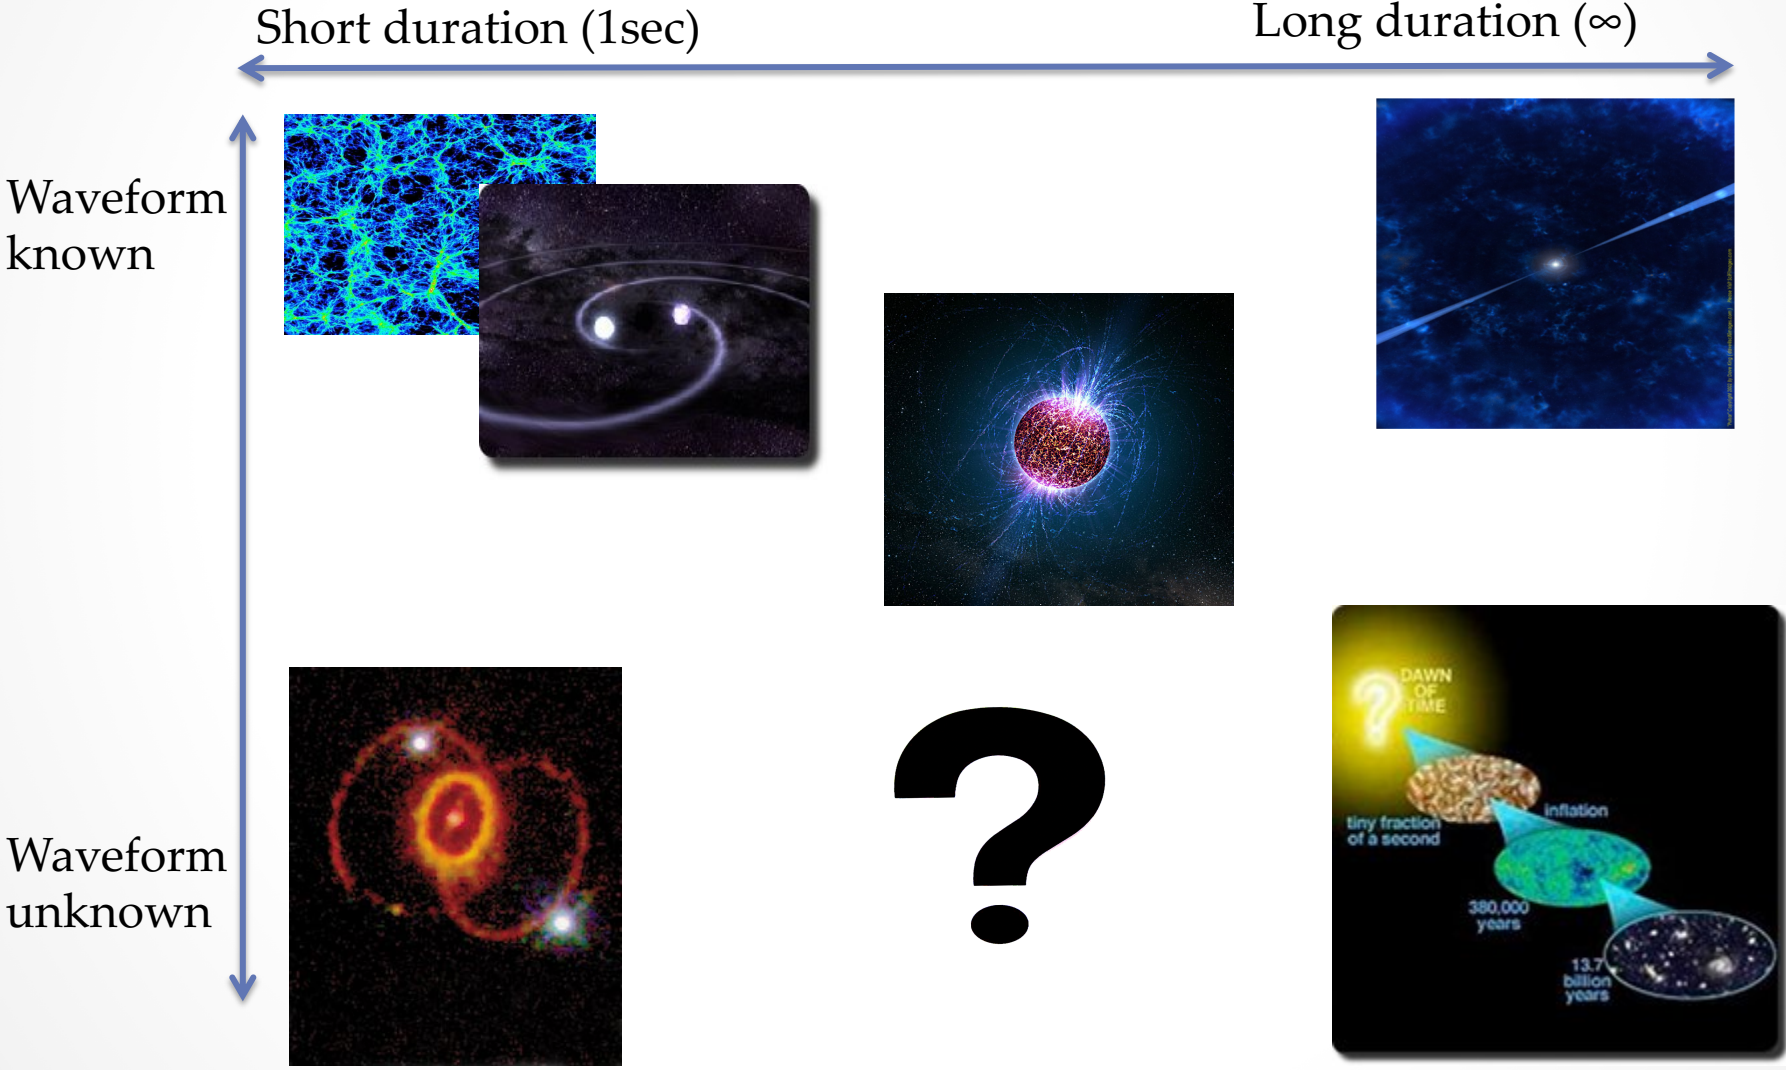 Short duration (1sec)
Long duration (∞)
Waveform
known
Waveform
unknown
?
?
DAWN
OF
TIME
tiny fraction
of a second
inflation
380,000
years
13.7
billion
years